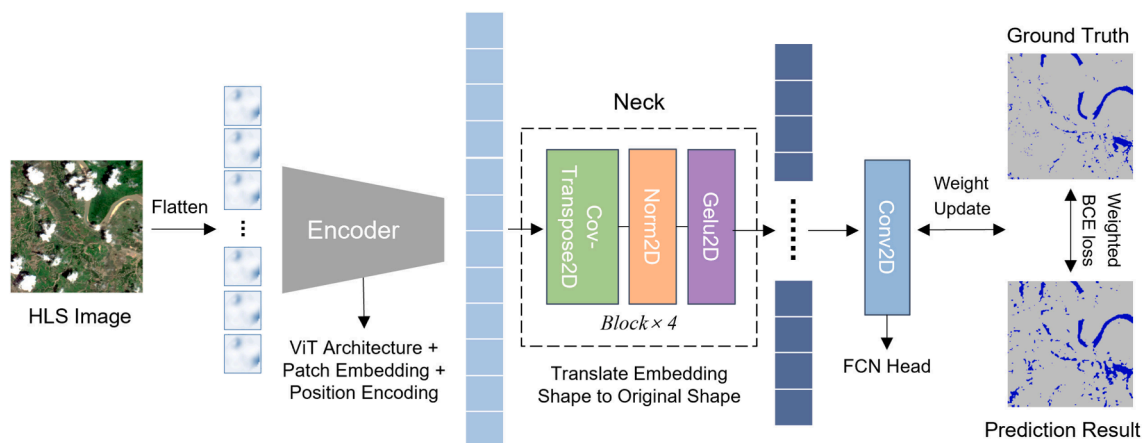 HLS Image
Flatten
...
Encoder
ViT Architecture +
Patch Embedding +
Position Encoding
Neck
Cov-
Transpose2D
Norm2D
Gelu2D
Block × 4
Translate Embedding
Shape to Original Shape
Conv2D
FCN Head
Weight
Update
Ground Truth
Weighted
BCE loss
Prediction Result